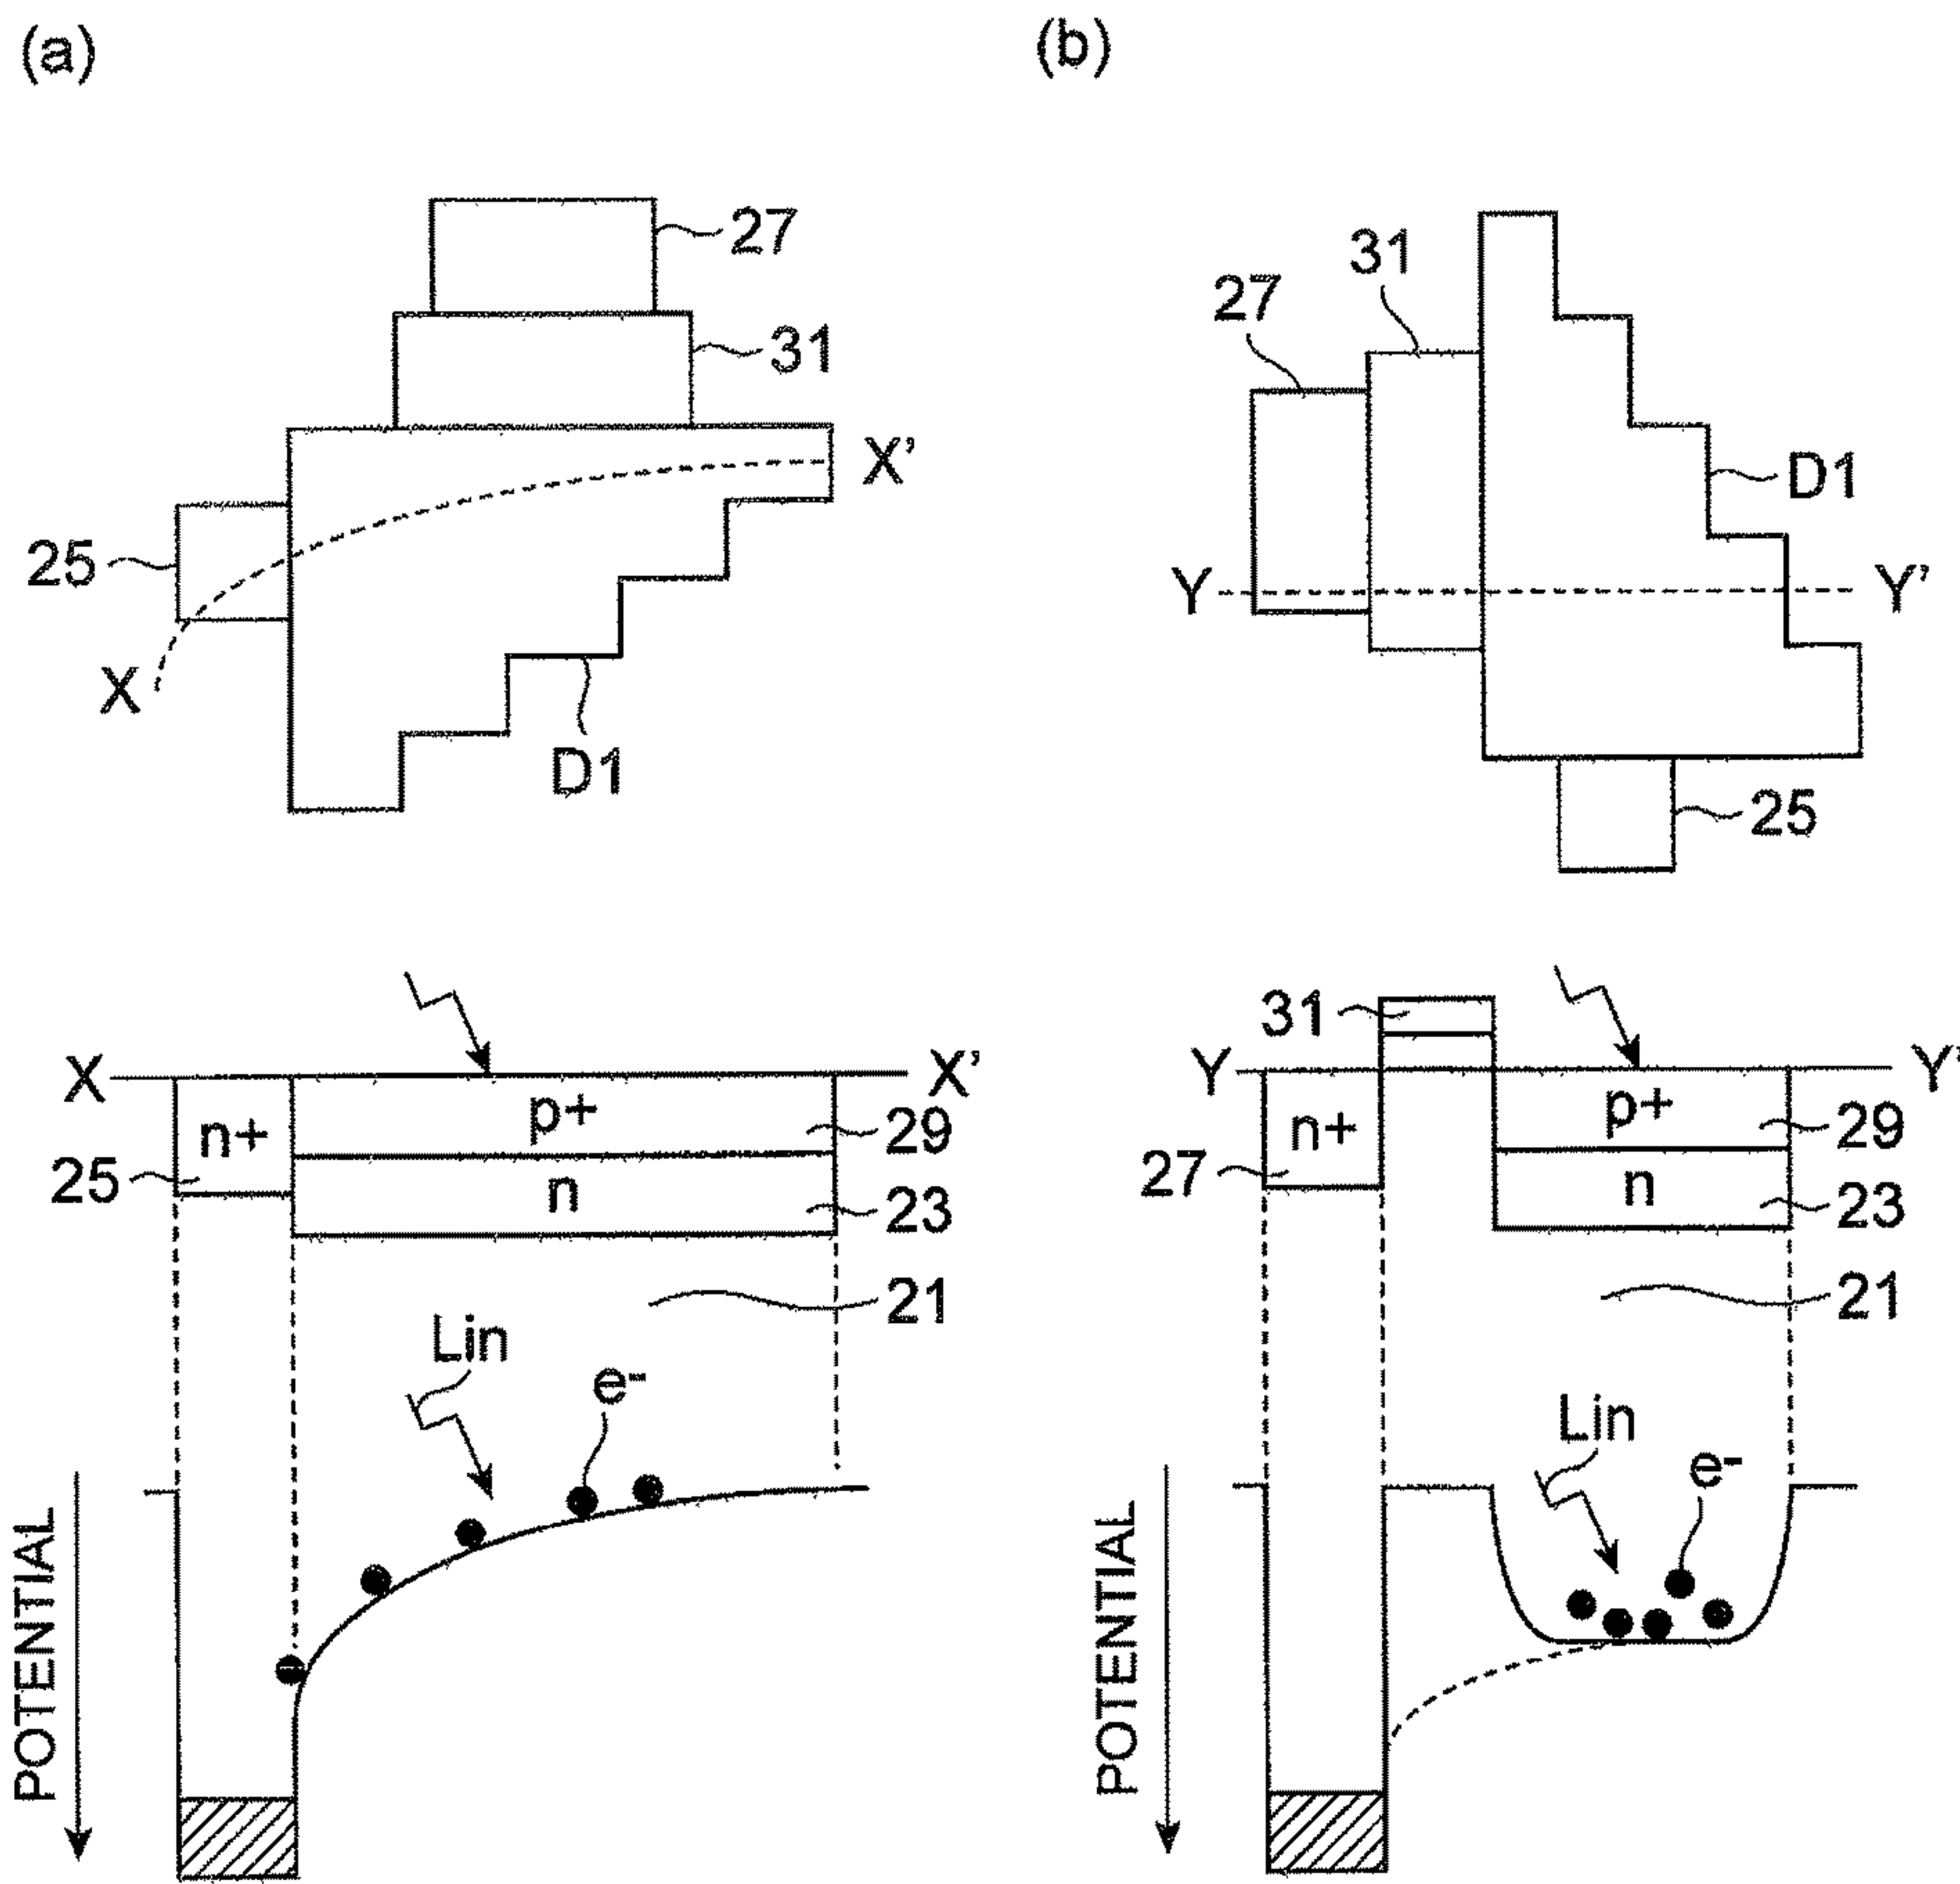 (a)
27
31
X'
25
X
D1
X
X'
n+
p+
29
25
n
23
21
Lin
e-
POTENTIAL
(b)
31
27
D1
Y
Y'
25
31
Y
Y'
n+
p+
29
27
n
23
21
Lin
e-
POTENTIAL